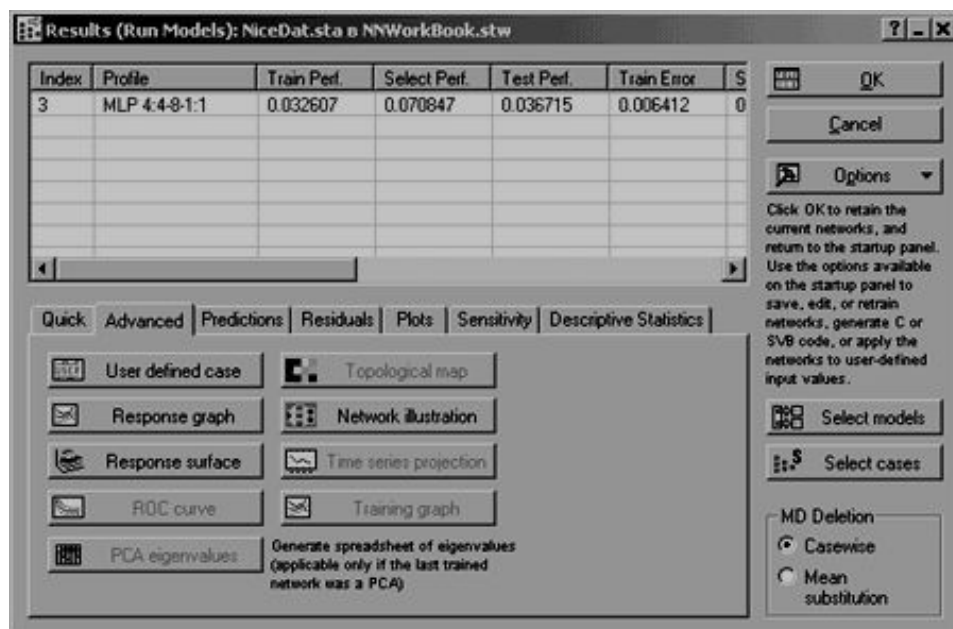 Results (Run Models): NiceDat.sta в NNWorkBook.stw
Index Profile Train Perf. Select Perf. Test Perf. Train Error S
3 MLP 4:4-8-1:1 0.032607 0.070847 0.036715 0.006412 0
OK
Cancel
Options
Click OK to retain the
current networks, and
return to the startup panel.
Use the options available
on the startup panel to
save, edit, or retrain
networks, generate C or
SVB code, or apply the
networks to user-defined
input values.
Select models
Select cases
MD Deletion
Casewise
Mean
substitution
Quick Advanced Predictions Residuals Plots Sensitivity Descriptive Statistics
User defined case
Topological map
Response graph
Network illustration
Response surface
Time series projection
ROC curve
Training graph
PCA eigenvalues
Generate spreadsheet of eigenvalues
(applicable only if the last trained
network was a PCA)